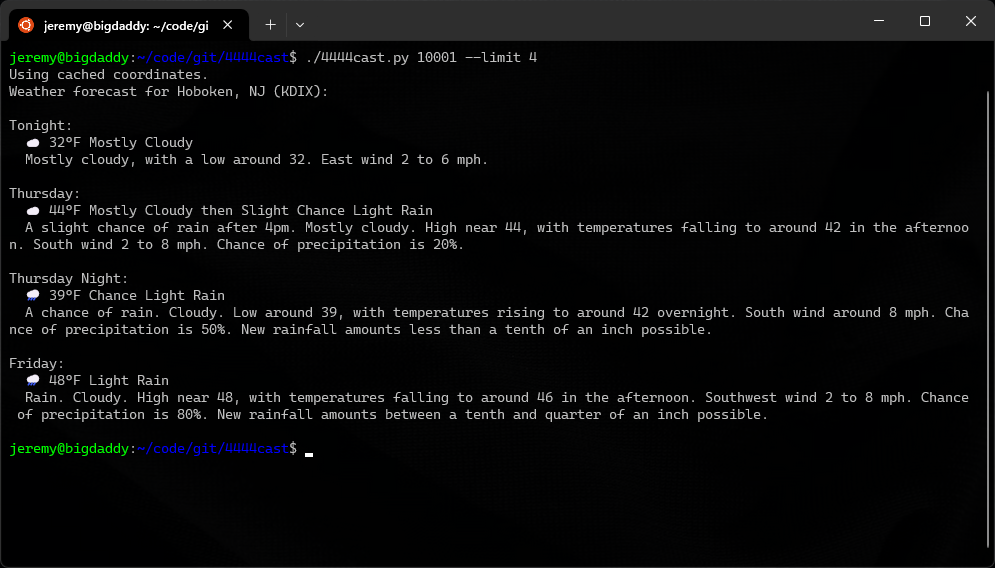 jeremy@bigdaddy: ~/code/gi
jeremy@bigdaddy:~/code/git/4444cast$ ./4444cast.py 10001 --limit 4
Using cached coordinates.
Weather forecast for Hoboken, NJ (KDIX):
Tonight:
32°F Mostly Cloudy
Mostly cloudy, with a low around 32. East wind 2 to 6 mph.
Thursday:
44°F Mostly Cloudy then Slight Chance Light Rain
A slight chance of rain after 4pm. Mostly cloudy. High near 44, with temperatures falling to around 42 in the afternoo
n. South wind 2 to 8 mph. Chance of precipitation is 20%.
Thursday Night:
39°F Chance Light Rain
A chance of rain. Cloudy. Low around 39, with temperatures rising to around 42 overnight. South wind around 8 mph. Cha
nce of precipitation is 50%. New rainfall amounts less than a tenth of an inch possible.
Friday:
48°F Light Rain
Rain. Cloudy. High near 48, with temperatures falling to around 46 in the afternoon. Southwest wind 2 to 8 mph. Chance
of precipitation is 80%. New rainfall amounts between a tenth and quarter of an inch possible.
jeremy@bigdaddy:~/code/git/4444cast$